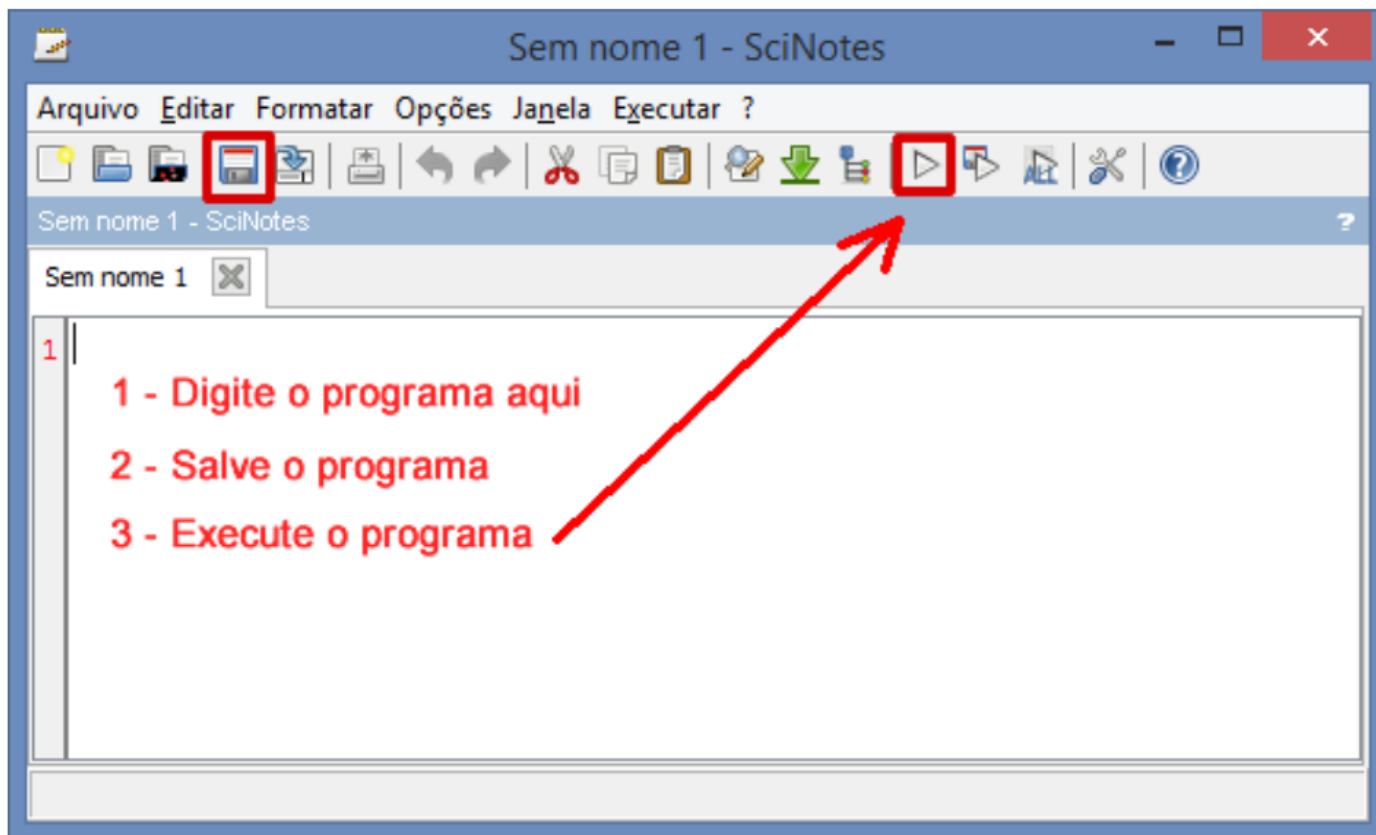 Sem nome 1 - SciNotes
Arquivo Editar Formatar Opções Janela Executar ?
Sem nome 1 - SciNotes ?
Sem nome 1
1
1 - Digite o programa aqui
2 - Salve o programa
3 - Execute o programa